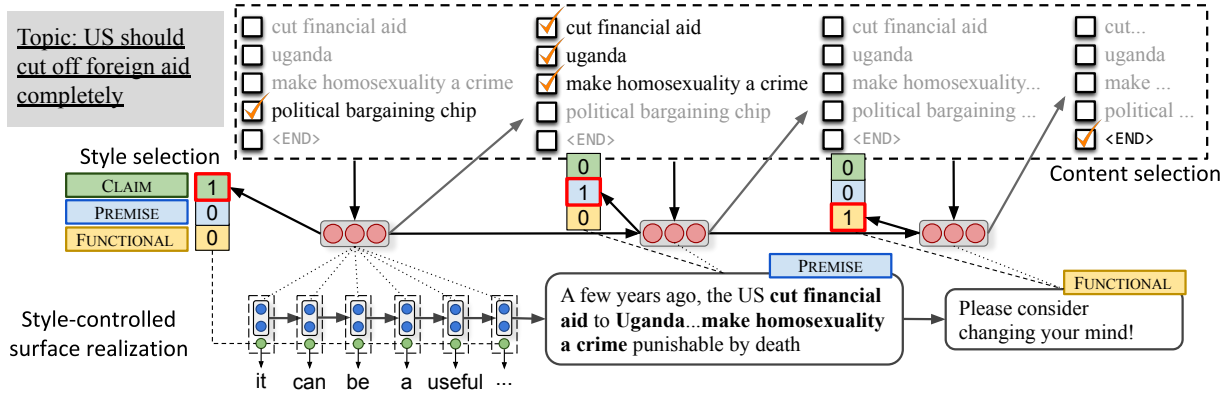 Topic: US should
cut off foreign aid
completely
cut financial aid
uganda
make homosexuality a crime
political bargaining chip
<END>
cut financial aid
uganda
make homosexuality a crime
political bargaining chip
<END>
cut financial aid
uganda
make homosexuality...
political bargaining ...
<END>
cut...
uganda
make ...
political ...
<END>
Content selection
Style selection
CLAIM
PREMISE
FUNCTIONAL
1
0
0
0
1
0
0
0
1
Style-controlled
surface realization
it can be a useful ...
PREMISE
A few years ago, the US cut financial
aid to Uganda...make homosexuality
a crime punishable by death
FUNCTIONAL
Please consider
changing your mind!